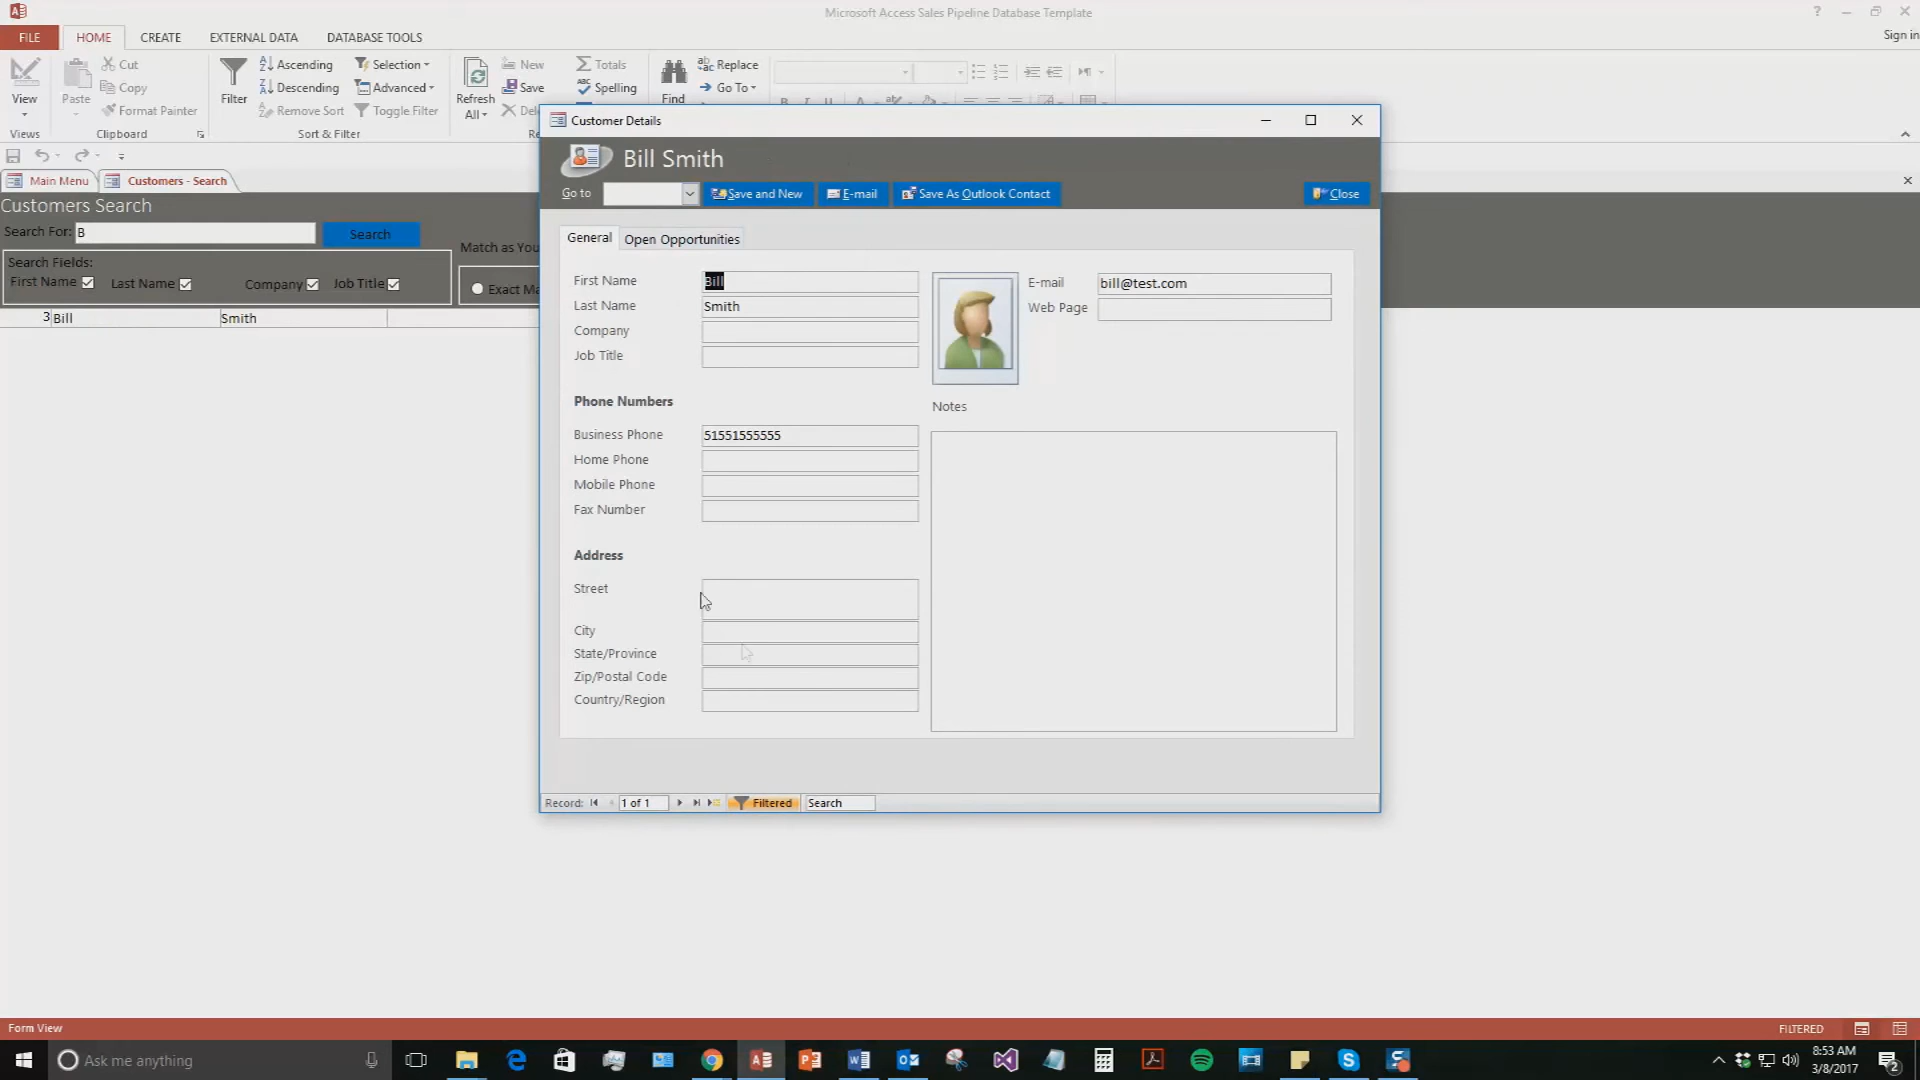 Microsoft Access Sales Pipeline Database Template
?
Sign in
FILE HOME CREATE EXTERNAL DATA DATABASE TOOLS
View
Views
Paste
Cut
Copy
Format Painter
Clipboard
Filter
Ascending
Descending
Remove Sort
Selection
Advanced
Toggle Filter
Sort & Filter
Refresh
All
New
Save
Totals
Spelling
Find
Replace
Go To
Main Menu Customers - Search
Customers Search
Search For: B Search
Search Fields:
First Name Last Name Company Job Title
Match as You
Exact
3 Bill Smith
Customer Details
Bill Smith
Go to Save and New E-mail Save As Outlook Contact Close
General Open Opportunities
First Name Bill
Last Name Smith
Company
Job Title
E-mail bill@test.com
Web Page
Phone Numbers
Business Phone 51551555555
Home Phone
Mobile Phone
Fax Number
Notes
Address
Street
City
State/Province
Zip/Postal Code
Country/Region
Record: 1 of 1 Filtered Search
Form View FILTERED
Ask me anything
8:53 AM
3/8/2017
2